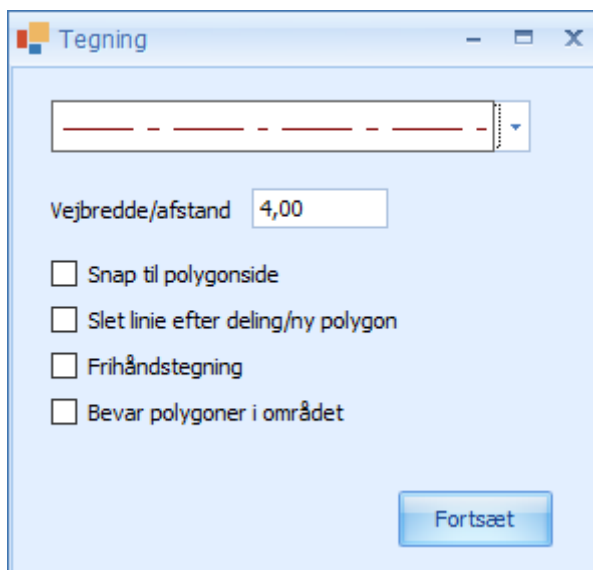 Tegning
Vejbredde/afstand 4,00
Snap til polygonside
Slet linie efter deling/ny polygon
Frihåndstegning
Bevar polygoner i området
Fortsæt